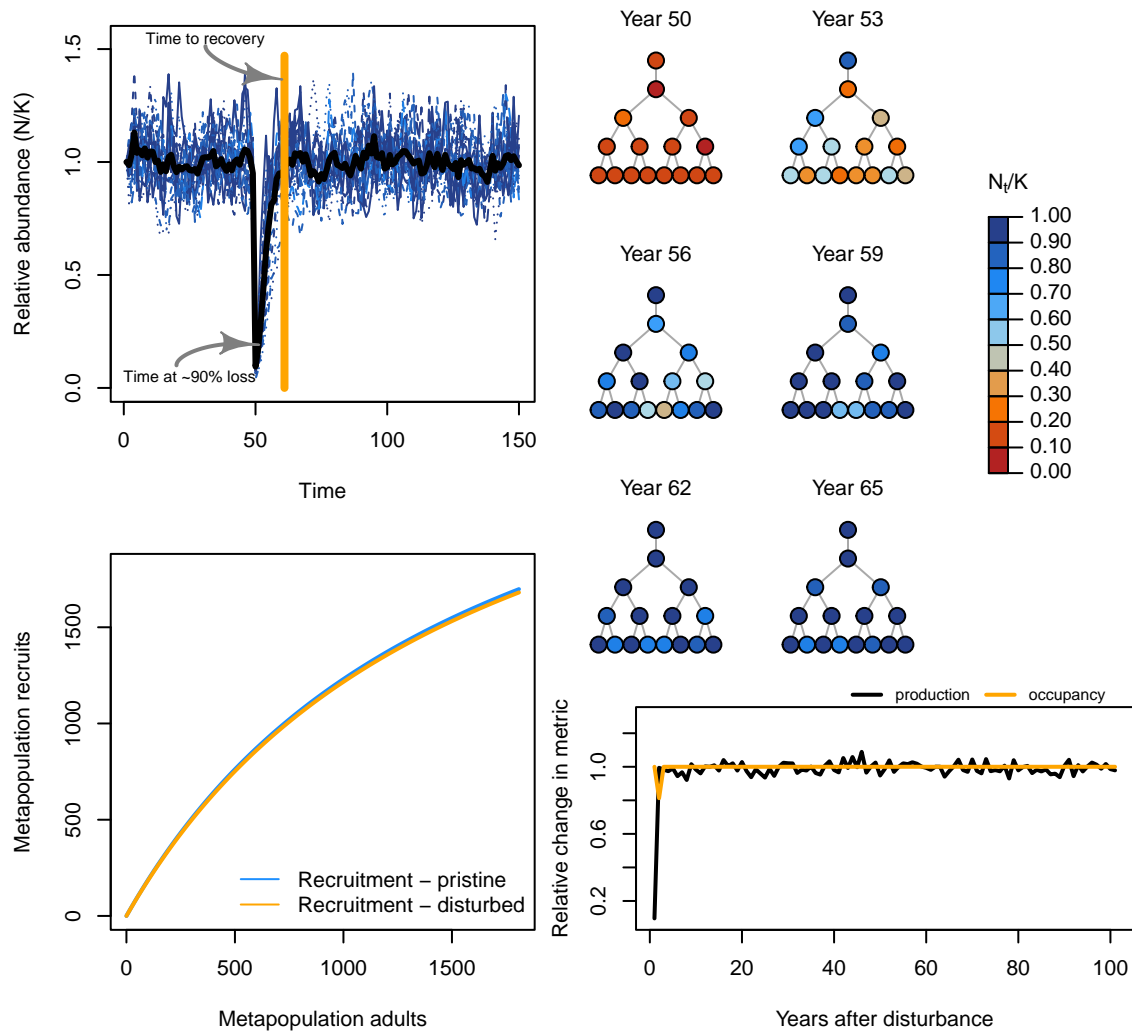 Relative abundance (N/K)
1.5
1.0
0.5
0.0
Time to recovery
Time at ~90% loss
0
50
100
150
Time
Year 50
Year 53
Year 56
Year 59
Year 62
Year 65
Nt/K
1.00
0.90
0.80
0.70
0.60
0.50
0.40
0.30
0.20
0.10
0.00
Metapopulation recruits
1500
1000
500
0
Recruitment − pristine
Recruitment − disturbed
0
500
1000
1500
Metapopulation adults
production
occupancy
Relative change in metric
1.0
0.6
0.2
0
20
40
60
80
100
Years after disturbance